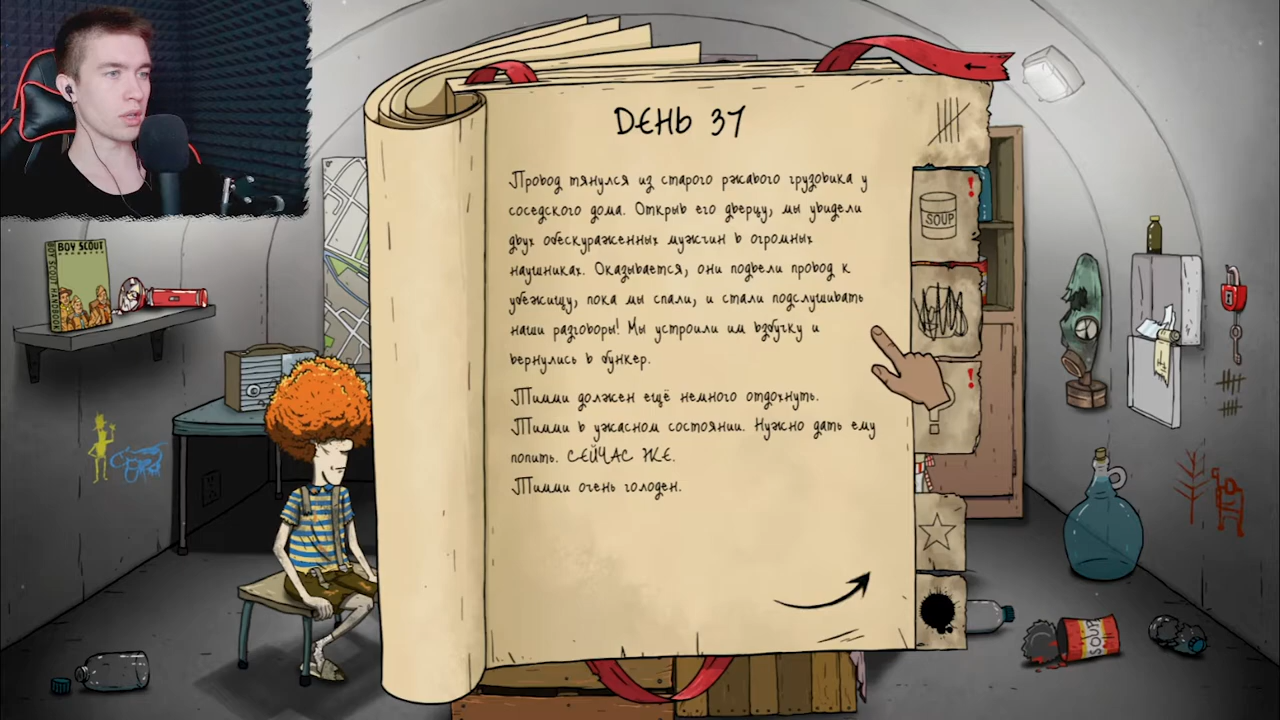 ДЕНЬ 37
Провод тянулся из старого ржавого грузовика у
соседского дома. Открыв его дверцу, мы увидели
двух обескураженных мужчин в огромных
наушниках. Оказывается, они подвели провод к
убежищу, пока мы спали, и стали подслушивать
наши разговоры! Мы устроили им взбучку и
вернулись в бункер.
Тимми должен ещё немного отдохнуть.
Тимми в ужасном состоянии. Нужно дать ему
попить. СЕЙЧАС ЖЕ.
Тимми очень голоден.
SOUP
BOY SCOUT
BOY SCOUT HANDBOOK
SOUP